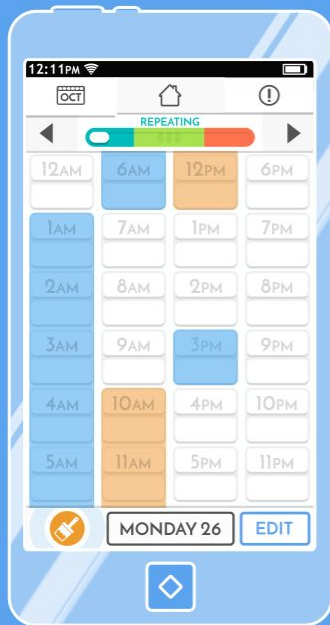 12:11PM
OCT
REPEATING
12AM 6AM 12PM 6PM
1AM 7AM 1PM 7PM
2AM 8AM 2PM 8PM
3AM 9AM 3PM 9PM
4AM 10AM 4PM 10PM
5AM 11AM 5PM 11PM
MONDAY 26 EDIT